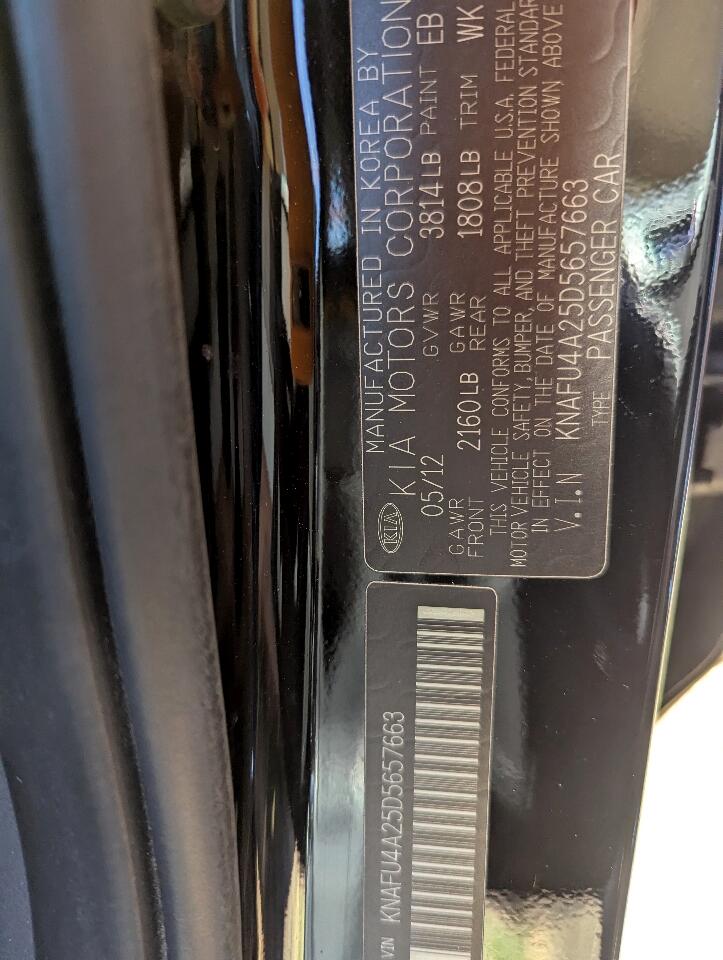 MANUFACTURED IN KOREA BY
KIA KIA MOTORS CORPORATION
05/12 GVWR 3814LB PAINT EB
GAWR FRONT 2160LB GAWR REAR 1808LB TRIM WK
THIS VEHICLE CONFORMS TO ALL APPLICABLE U.S.A. FEDERAL
MOTOR VEHICLE SAFETY, BUMPER, AND THEFT PREVENTION STANDAR
IN EFFECT ON THE DATE OF MANUFACTURE SHOWN ABOVE
V.I.N KNAFU4A25D5657663
TYPE PASSENGER CAR
VIN KNAFU4A25D5657663